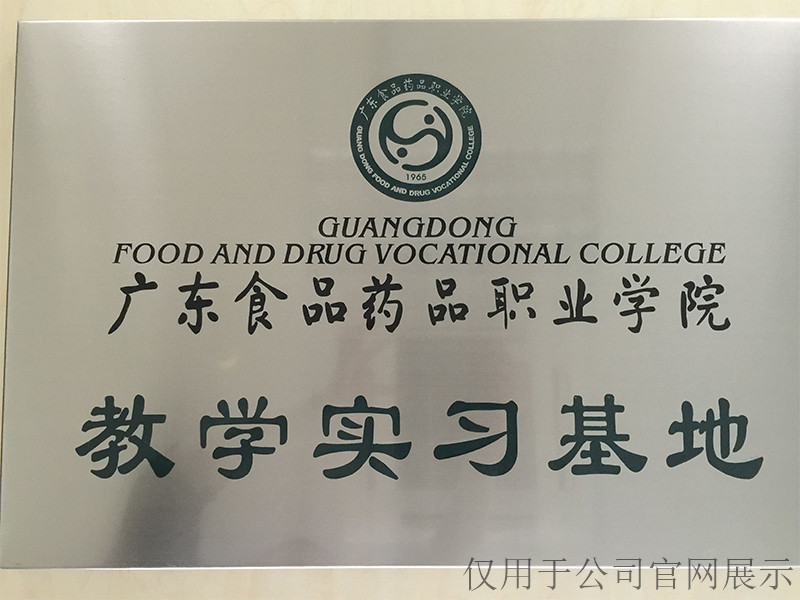 广东食品药品职业学院
1965
GUANG DONG FOOD AND DRUG VOCATIONAL COLLEGE
GUANGDONG
FOOD AND DRUG VOCATIONAL COLLEGE
广东食品药品职业学院
教学实习基地
仅用于公司官网展示